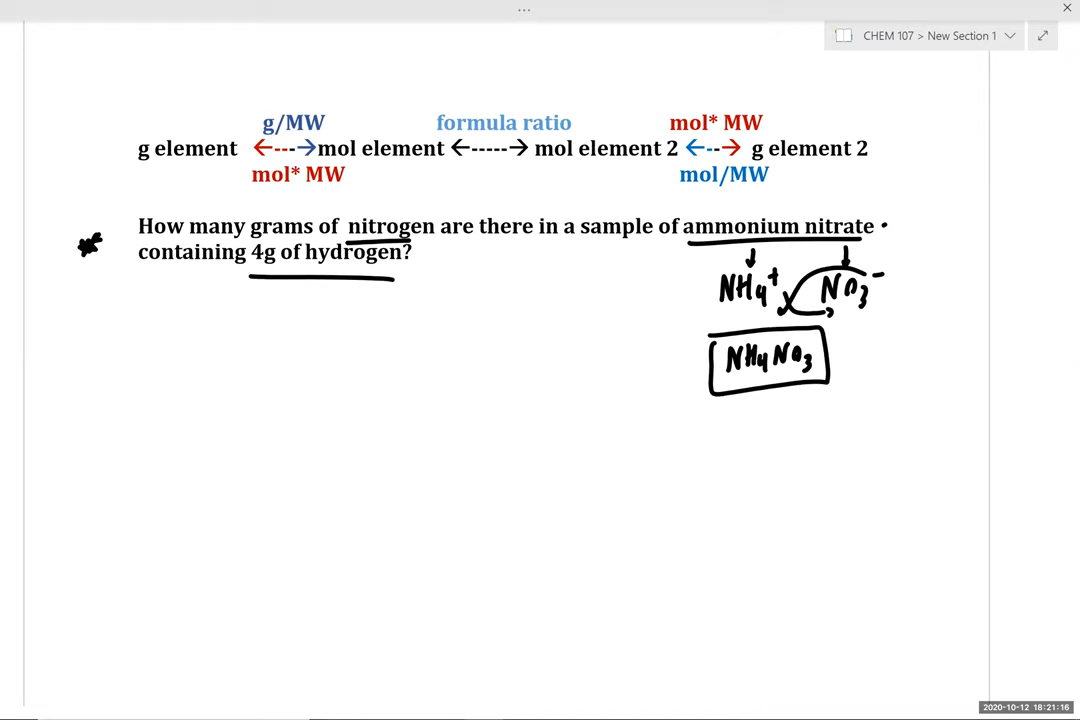 ...
CHEM 107 > New Section 1
g/MW formula ratio mol* MW
g element <---> mol element <-----> mol element 2 <--> g element 2
mol* MW mol/MW
How many grams of nitrogen are there in a sample of ammonium nitrate
containing 4g of hydrogen?
NH₄⁺ NO₃⁻
NH₄NO₃
2020-10-12 18:21:16